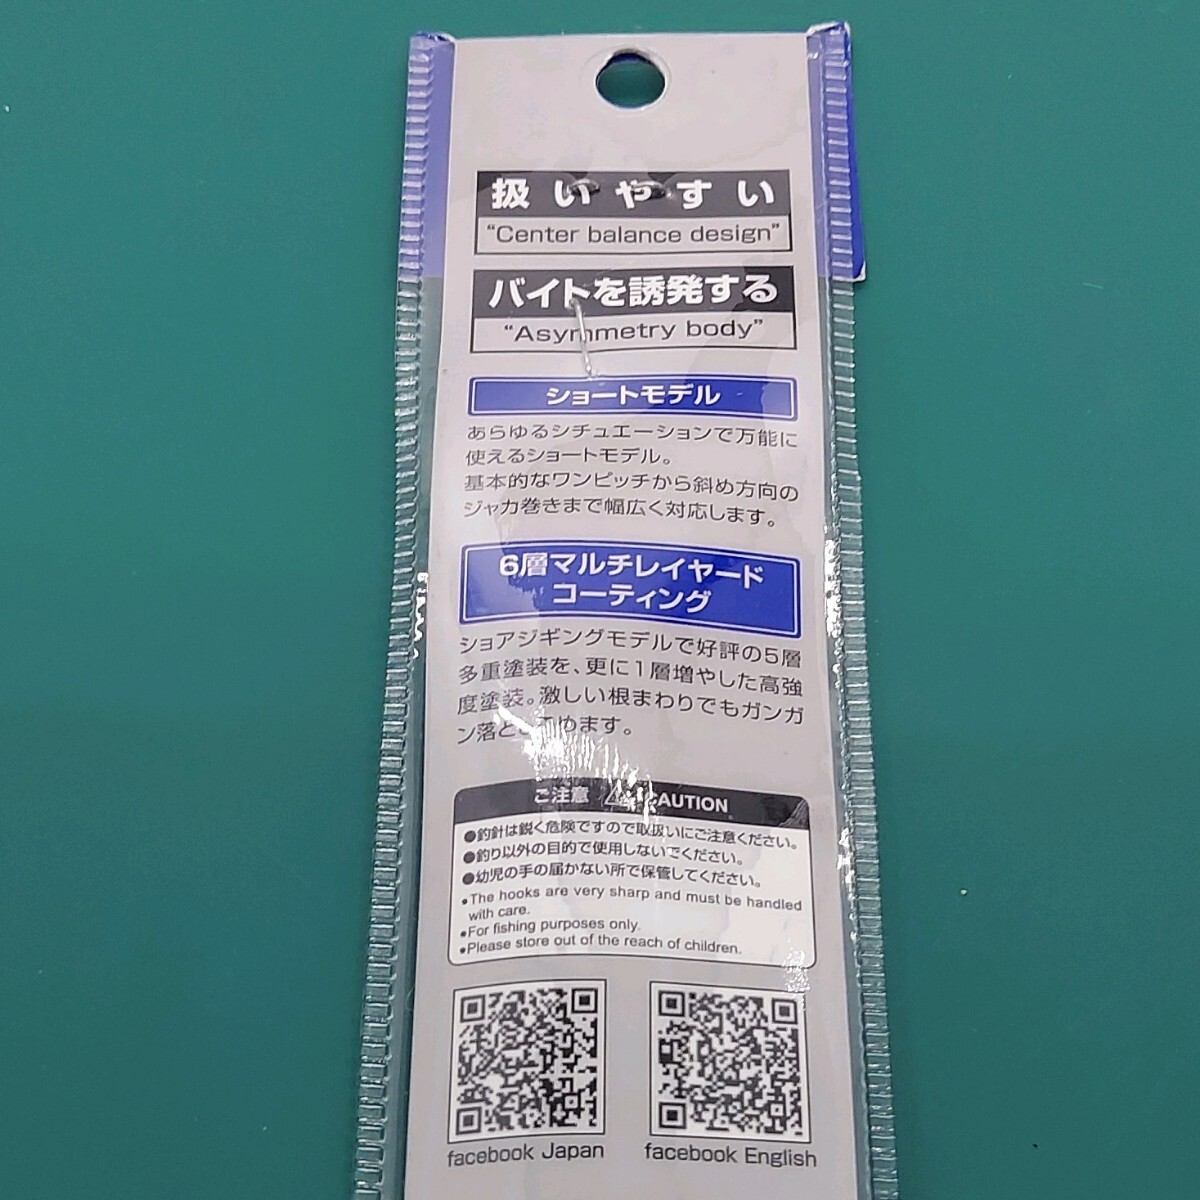 扱いやすい
"Center balance design"
バイトを誘発する
"Asymmetry body"
ショートモデル
あらゆるシチュエーションで万能に
使えるショートモデル。
基本的なワンピッチから斜め方向の
ジャカ巻きまで幅広く対応します。
6層マルチレイヤード
コーティング
ショアジギングモデルで好評の5層
多重塗装を、更に1層増やした高強
度塗装。激しい根まわりでもガンガ
ン落としこめます。
ご注意 CAUTION
●釣針は鋭く危険ですので取扱いにご注意ください。
●釣り以外の目的で使用しないでください。
●幼児の手の届かない所で保管してください。
●The hooks are very sharp and must be handled
with care.
●For fishing purposes only.
●Please store out of the reach of children.
facebook Japan
facebook English